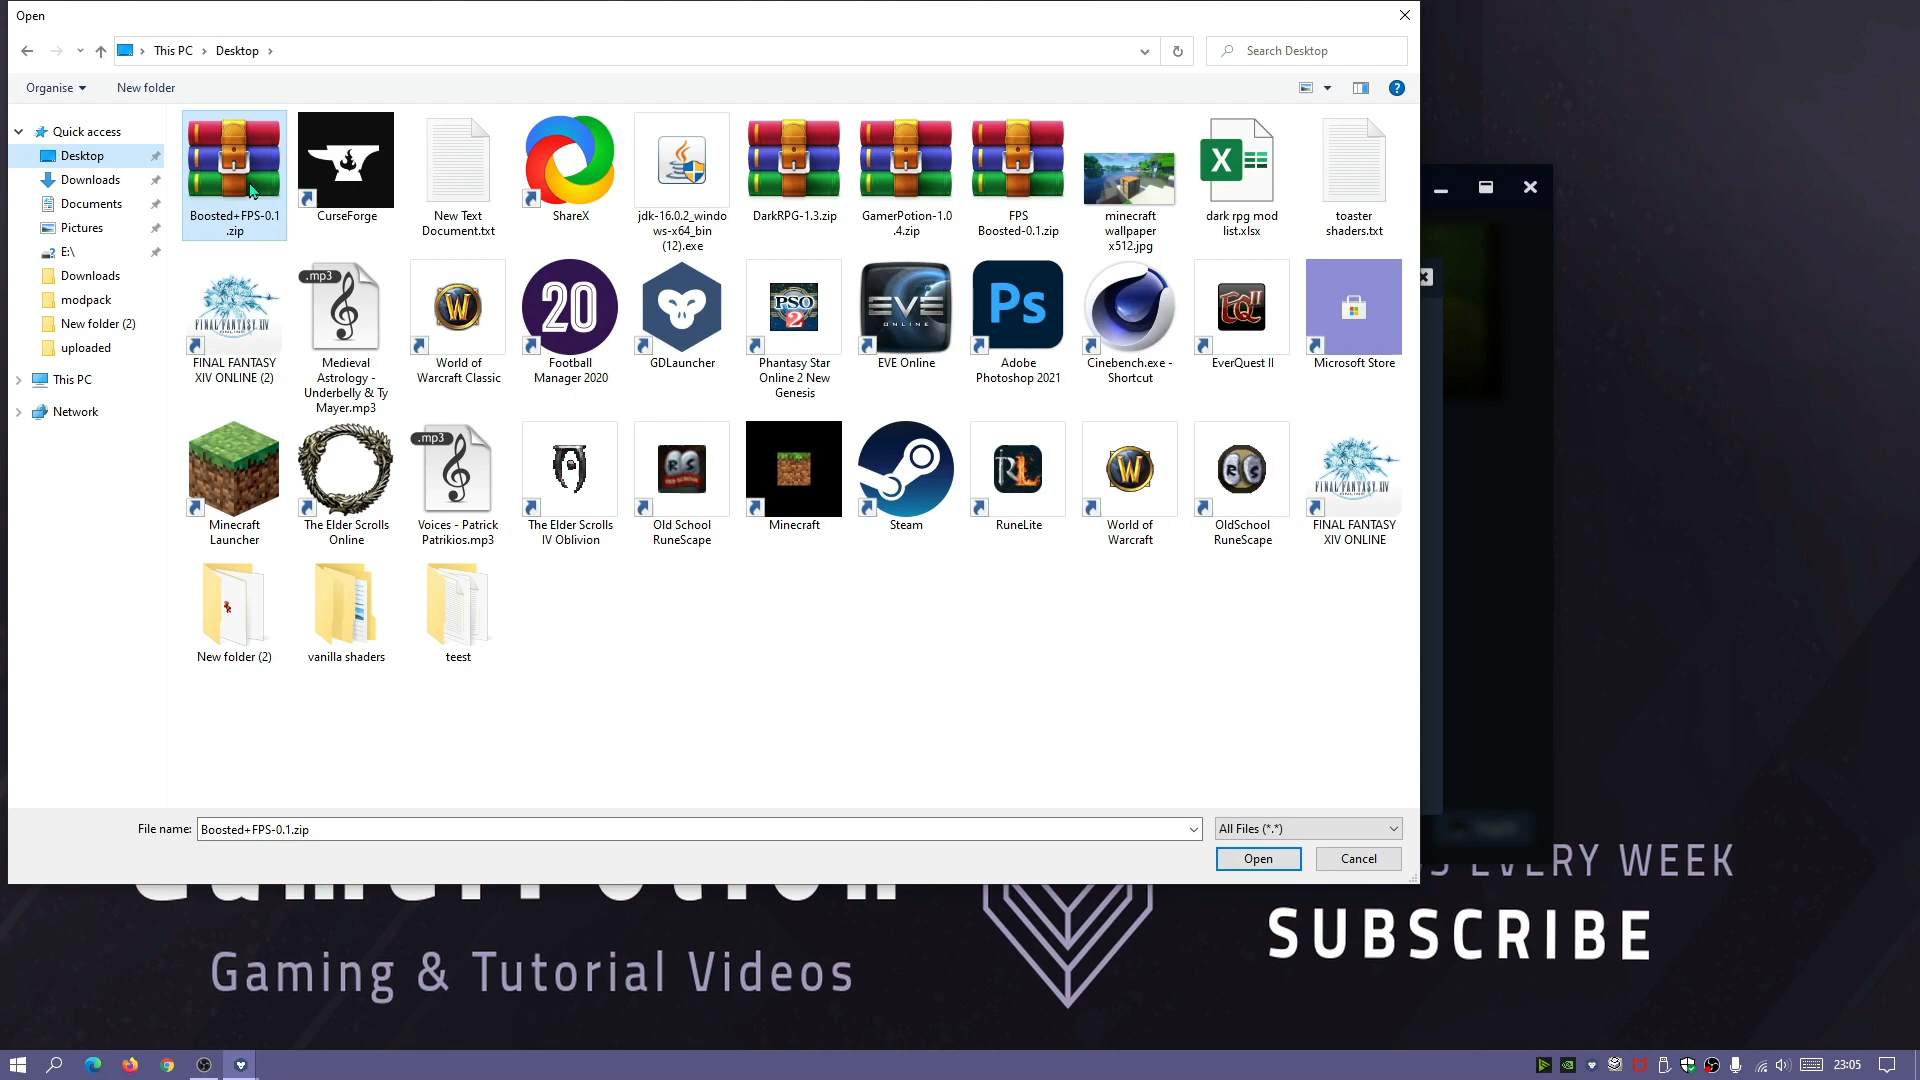 Open
This PC
Desktop
Search Desktop
Organise
New folder
Quick access
Desktop
Downloads
Documents
Pictures
E:\
Downloads
modpack
New folder (2)
uploaded
This PC
Network
Boosted+FPS-0.1
.zip
CurseForge
New Text
Document.txt
ShareX
jdk-16.0.2_windo
ws-x64_bin
(12).exe
DarkRPG-1.3.zip
GamerPotion-1.0
.4.zip
FPS
Boosted-0.1.zip
minecraft
wallpaper
x512.jpg
dark rpg mod
list.xlsx
toaster
shaders.txt
FINAL FANTASY
XIV ONLINE (2)
.mp3
Medieval
Astrology -
Underbelly & Ty
Mayer.mp3
World of
Warcraft Classic
20
Football
Manager 2020
GDLauncher
PSO
2
Phantasy Star
Online 2 New
Genesis
EVE
ONLINE
EVE Online
Ps
Adobe
Photoshop 2021
Cinebench.exe -
Shortcut
EQII
EverQuest II
Microsoft Store
Minecraft
Launcher
The Elder Scrolls
Online
.mp3
Voices - Patrick
Patrikios.mp3
The Elder Scrolls
IV Oblivion
Old School
RuneScape
Minecraft
Steam
RL
RuneLite
World of
Warcraft
OldSchool
RuneScape
FINAL FANTASY
XIV ONLINE
New folder (2)
vanilla shaders
teest
File name:
Boosted+FPS-0.1.zip
All Files (*.*)
Open
Cancel
EVERY WEEK
SUBSCRIBE
Gaming & Tutorial Videos
23:05